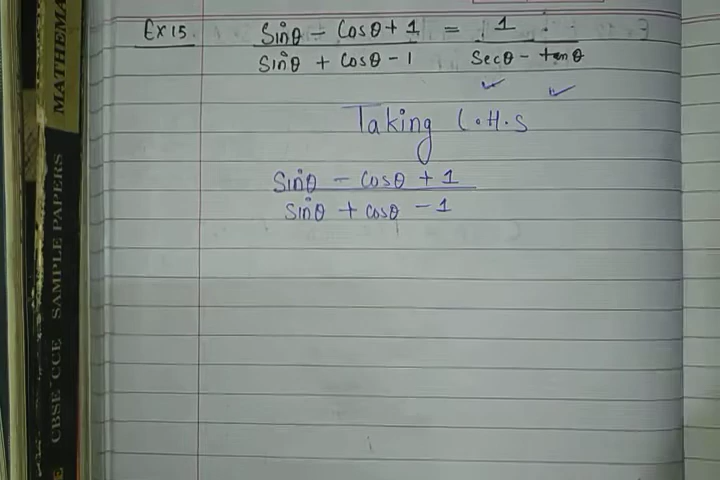 Ex 15. sinθ - cosθ + 1 = 1
sinθ + cosθ - 1 secθ - tanθ
Taking L.H.S
sinθ - cosθ + 1
sinθ + cosθ - 1
MATHEMA
CBSE CCE SAMPLE PAPERS